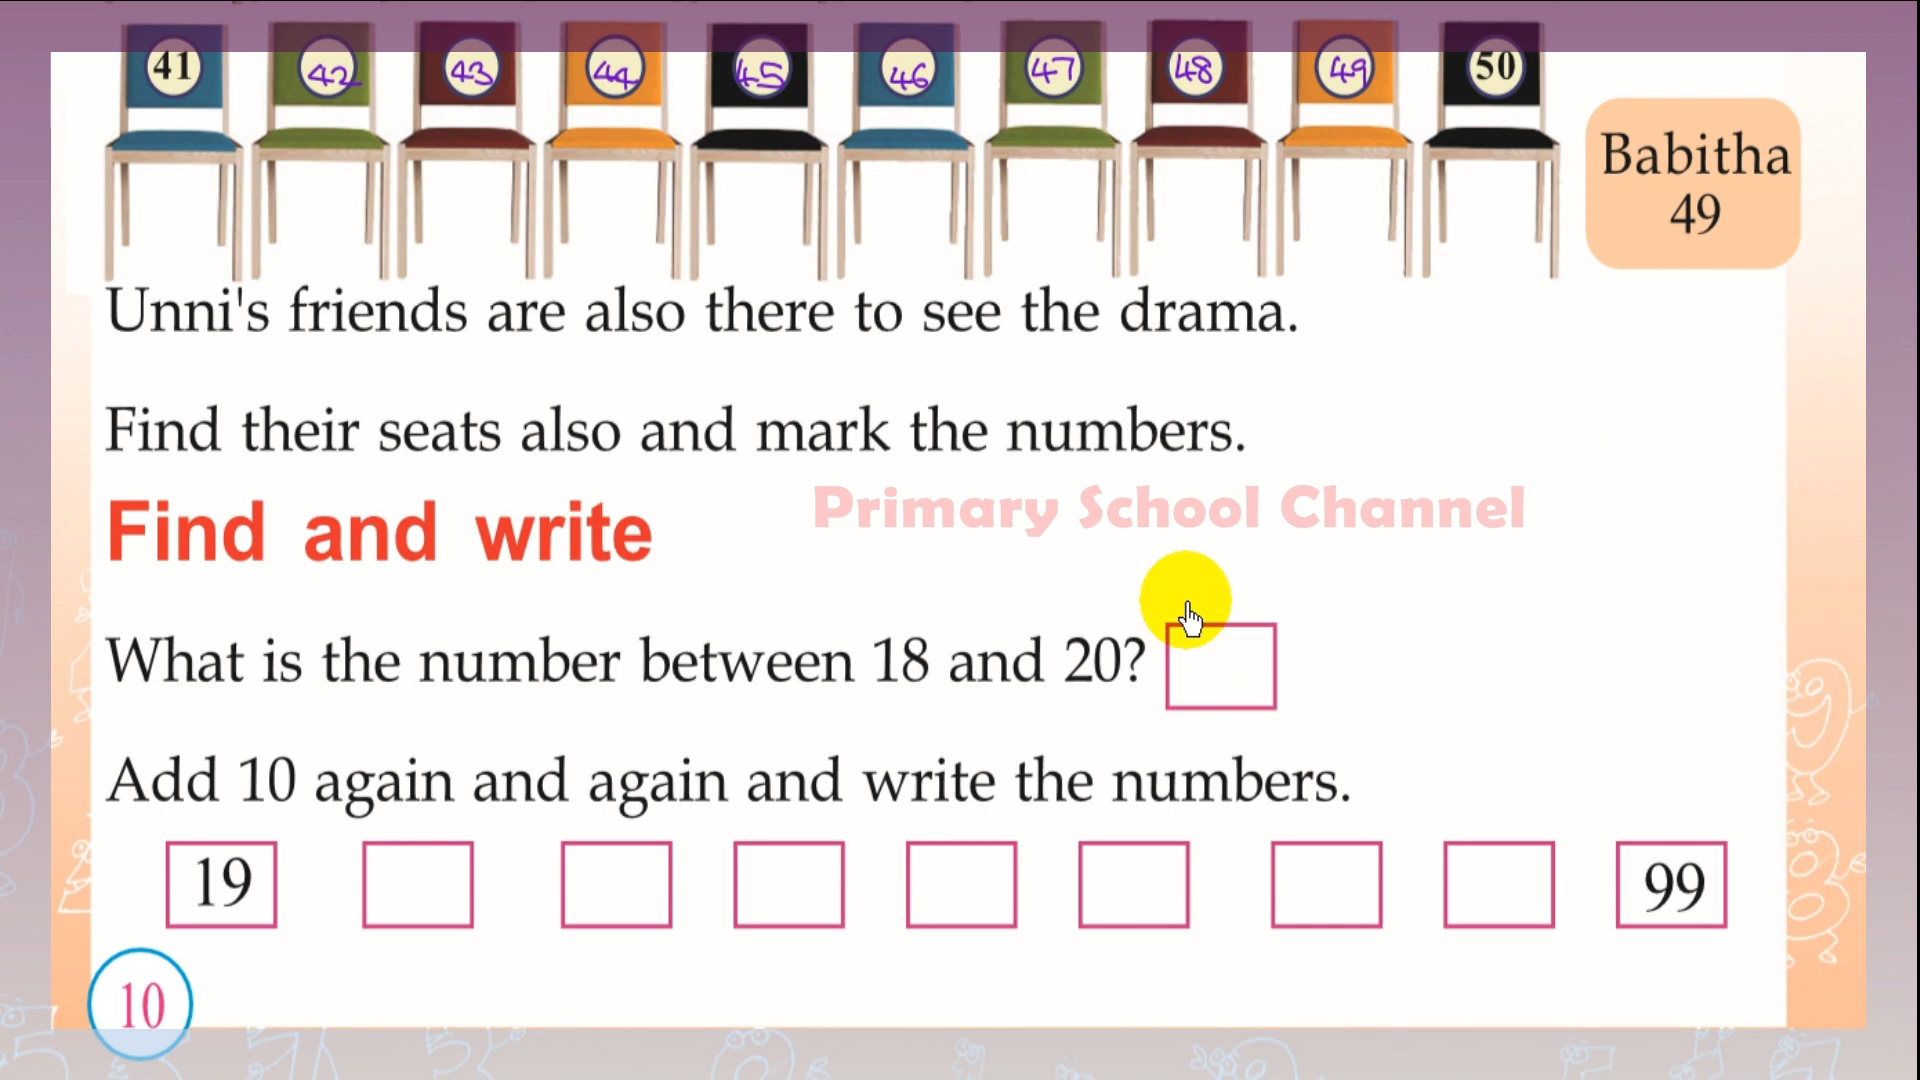 41 42 43 44 45 46 47 48 49 50
Babitha
49
Unni's friends are also there to see the drama.
Find their seats also and mark the numbers.
Find and write
Primary School Channel
What is the number between 18 and 20?
Add 10 again and again and write the numbers.
19 99
10